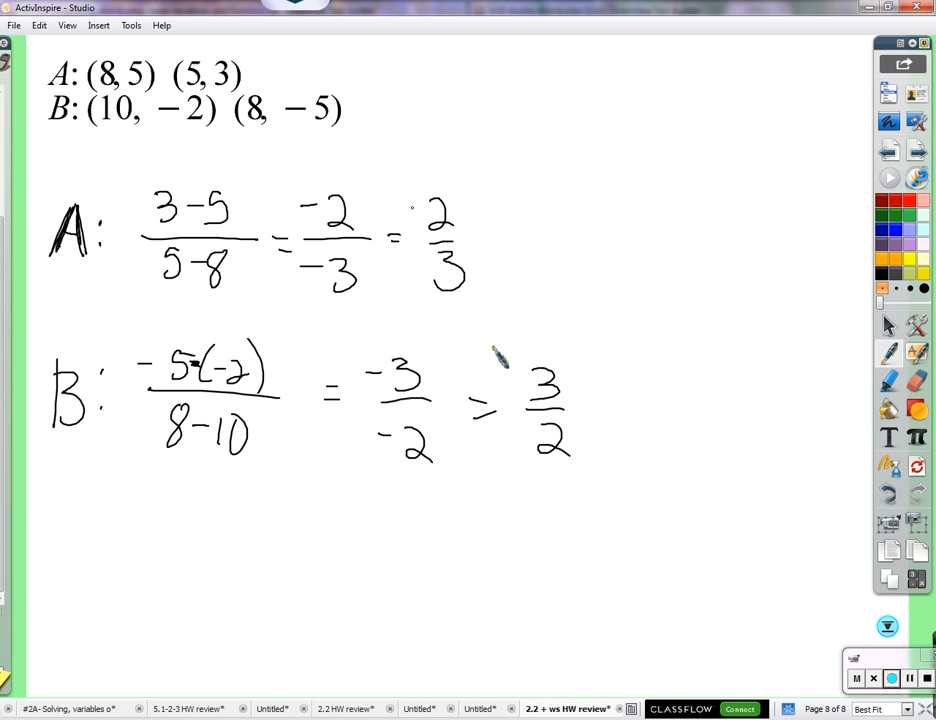 ActivInspire - Studio
File Edit View Insert Tools Help
A: (8, 5) (5, 3)
B: (10, −2) (8, −5)
A: 3-5 / 5-8 = -2 / -3 = 2 / 3
B: -5-(-2) / 8-10 = -3 / -2 = 3 / 2
M
#2A- Solving, variables o* 5.1-2-3 HW review* Untitled* 2.2 HW review* Untitled* Untitled* 2.2 + ws HW review* CLASSFLOW Connect Page 8 of 8 Best Fit